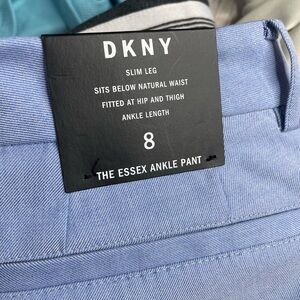 DKNY
SLIM LEG
SITS BELOW NATURAL WAIST
FITTED AT HIP AND THIGH
ANKLE LENGTH
8
THE ESSEX ANKLE PANT